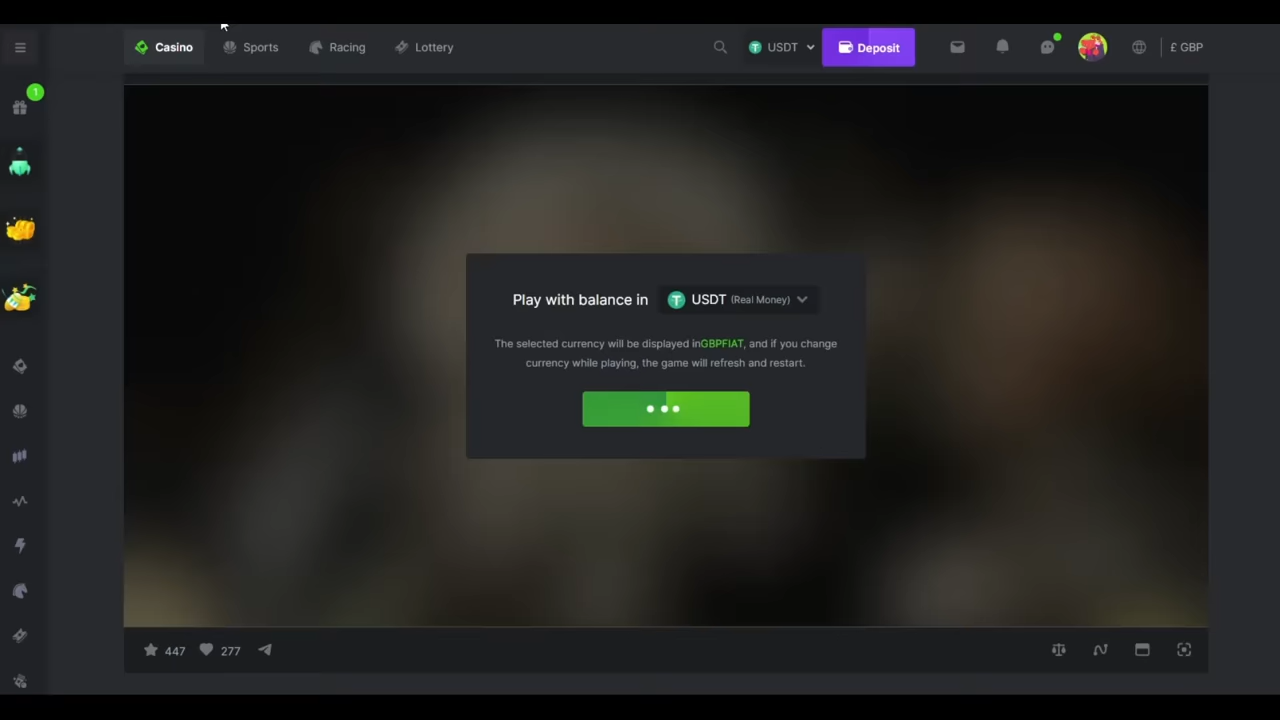 Casino
Sports
Racing
Lottery
USDT
Deposit
£ GBP
1
Play with balance in USDT (Real Money)
The selected currency will be displayed inGBPFIAT, and if you change
currency while playing, the game will refresh and restart.
447
277